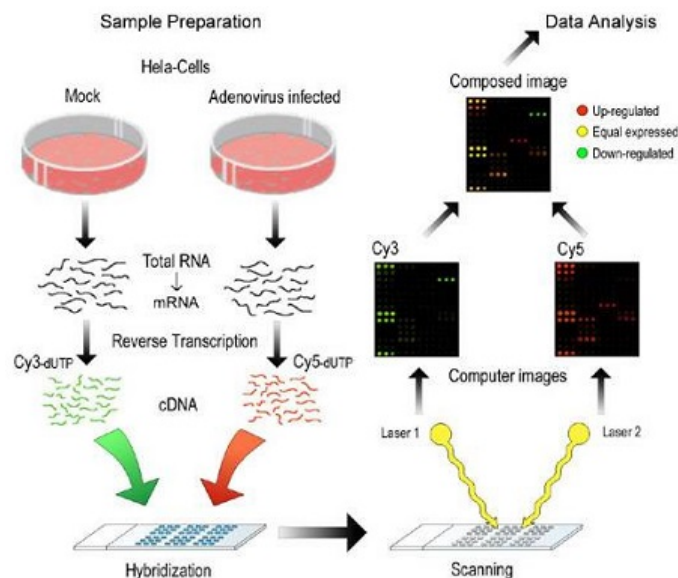 Sample Preparation
Hela-Cells
Mock
Adenovirus infected
Total RNA
mRNA
Reverse Transcription
Cy3-dUTP
Cy5-dUTP
cDNA
Hybridization
Data Analysis
Composed image
Up-regulated
Equal expressed
Down-regulated
Cy3
Cy5
Computer images
Laser 1
Laser 2
Scanning